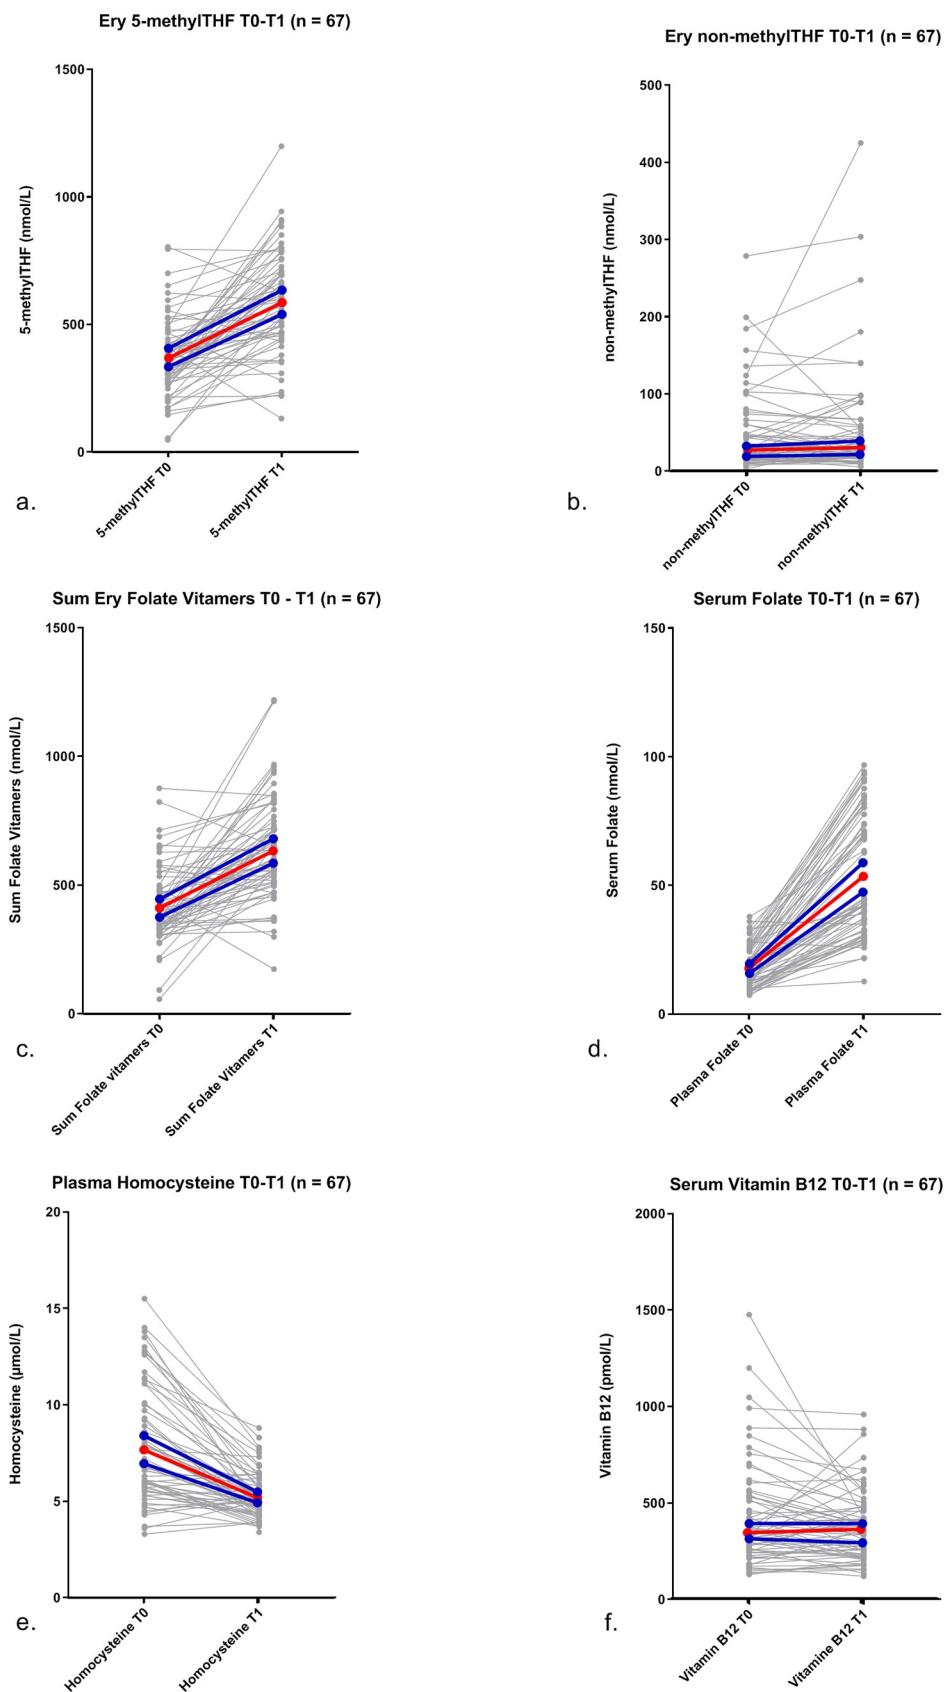 Ery 5-methylTHF T0-T1 (n = 67)
1500
1000
500
0
5-methylTHF (nmol/L)
5-methylTHF T0
5-methylTHF T1
a.
Ery non-methylTHF T0-T1 (n = 67)
500
400
300
200
100
0
non-methylTHF (nmol/L)
non-methylTHF T0
non-methylTHF T1
b.
Sum Ery Folate Vitamers T0 - T1 (n = 67)
1500
1000
500
0
Sum Folate Vitamers (nmol/L)
Sum Folate vitamers T0
Sum Folate Vitamers T1
c.
Serum Folate T0-T1 (n = 67)
150
100
50
0
Serum Folate (nmol/L)
Plasma Folate T0
Plasma Folate T1
d.
Plasma Homocysteine T0-T1 (n = 67)
20
15
10
5
0
Homocysteine (µmol/L)
Homocysteine T0
Homocysteine T1
e.
Serum Vitamin B12 T0-T1 (n = 67)
2000
1500
1000
500
0
Vitamin B12 (pmol/L)
Vitamin B12 T0
Vitamine B12 T1
f.